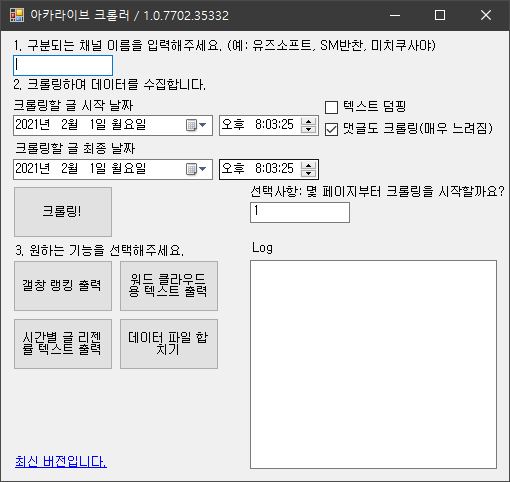 아카라이브 크롤러 / 1.0.7702.35332
1. 구분되는 채널 이름을 입력해주세요. (예: 유즈소프트, SM반찬, 미치쿠사야)
2. 크롤링하여 데이터를 수집합니다.
크롤링할 글 시작 날짜
2021년 2월 1일 월요일 오후 8:03:25
텍스트 덤핑
댓글도 크롤링(매우 느려짐)
크롤링할 글 최종 날짜
2021년 2월 1일 월요일 오후 8:03:25
크롤링!
선택사항: 몇 페이지부터 크롤링을 시작할까요?
1
3. 원하는 기능을 선택해주세요.
Log
갤창 랭킹 출력
워드 클라우드
용 텍스트 출력
시간별 글 리젠
률 텍스트 출력
데이터 파일 합
치기
최신 버전입니다.